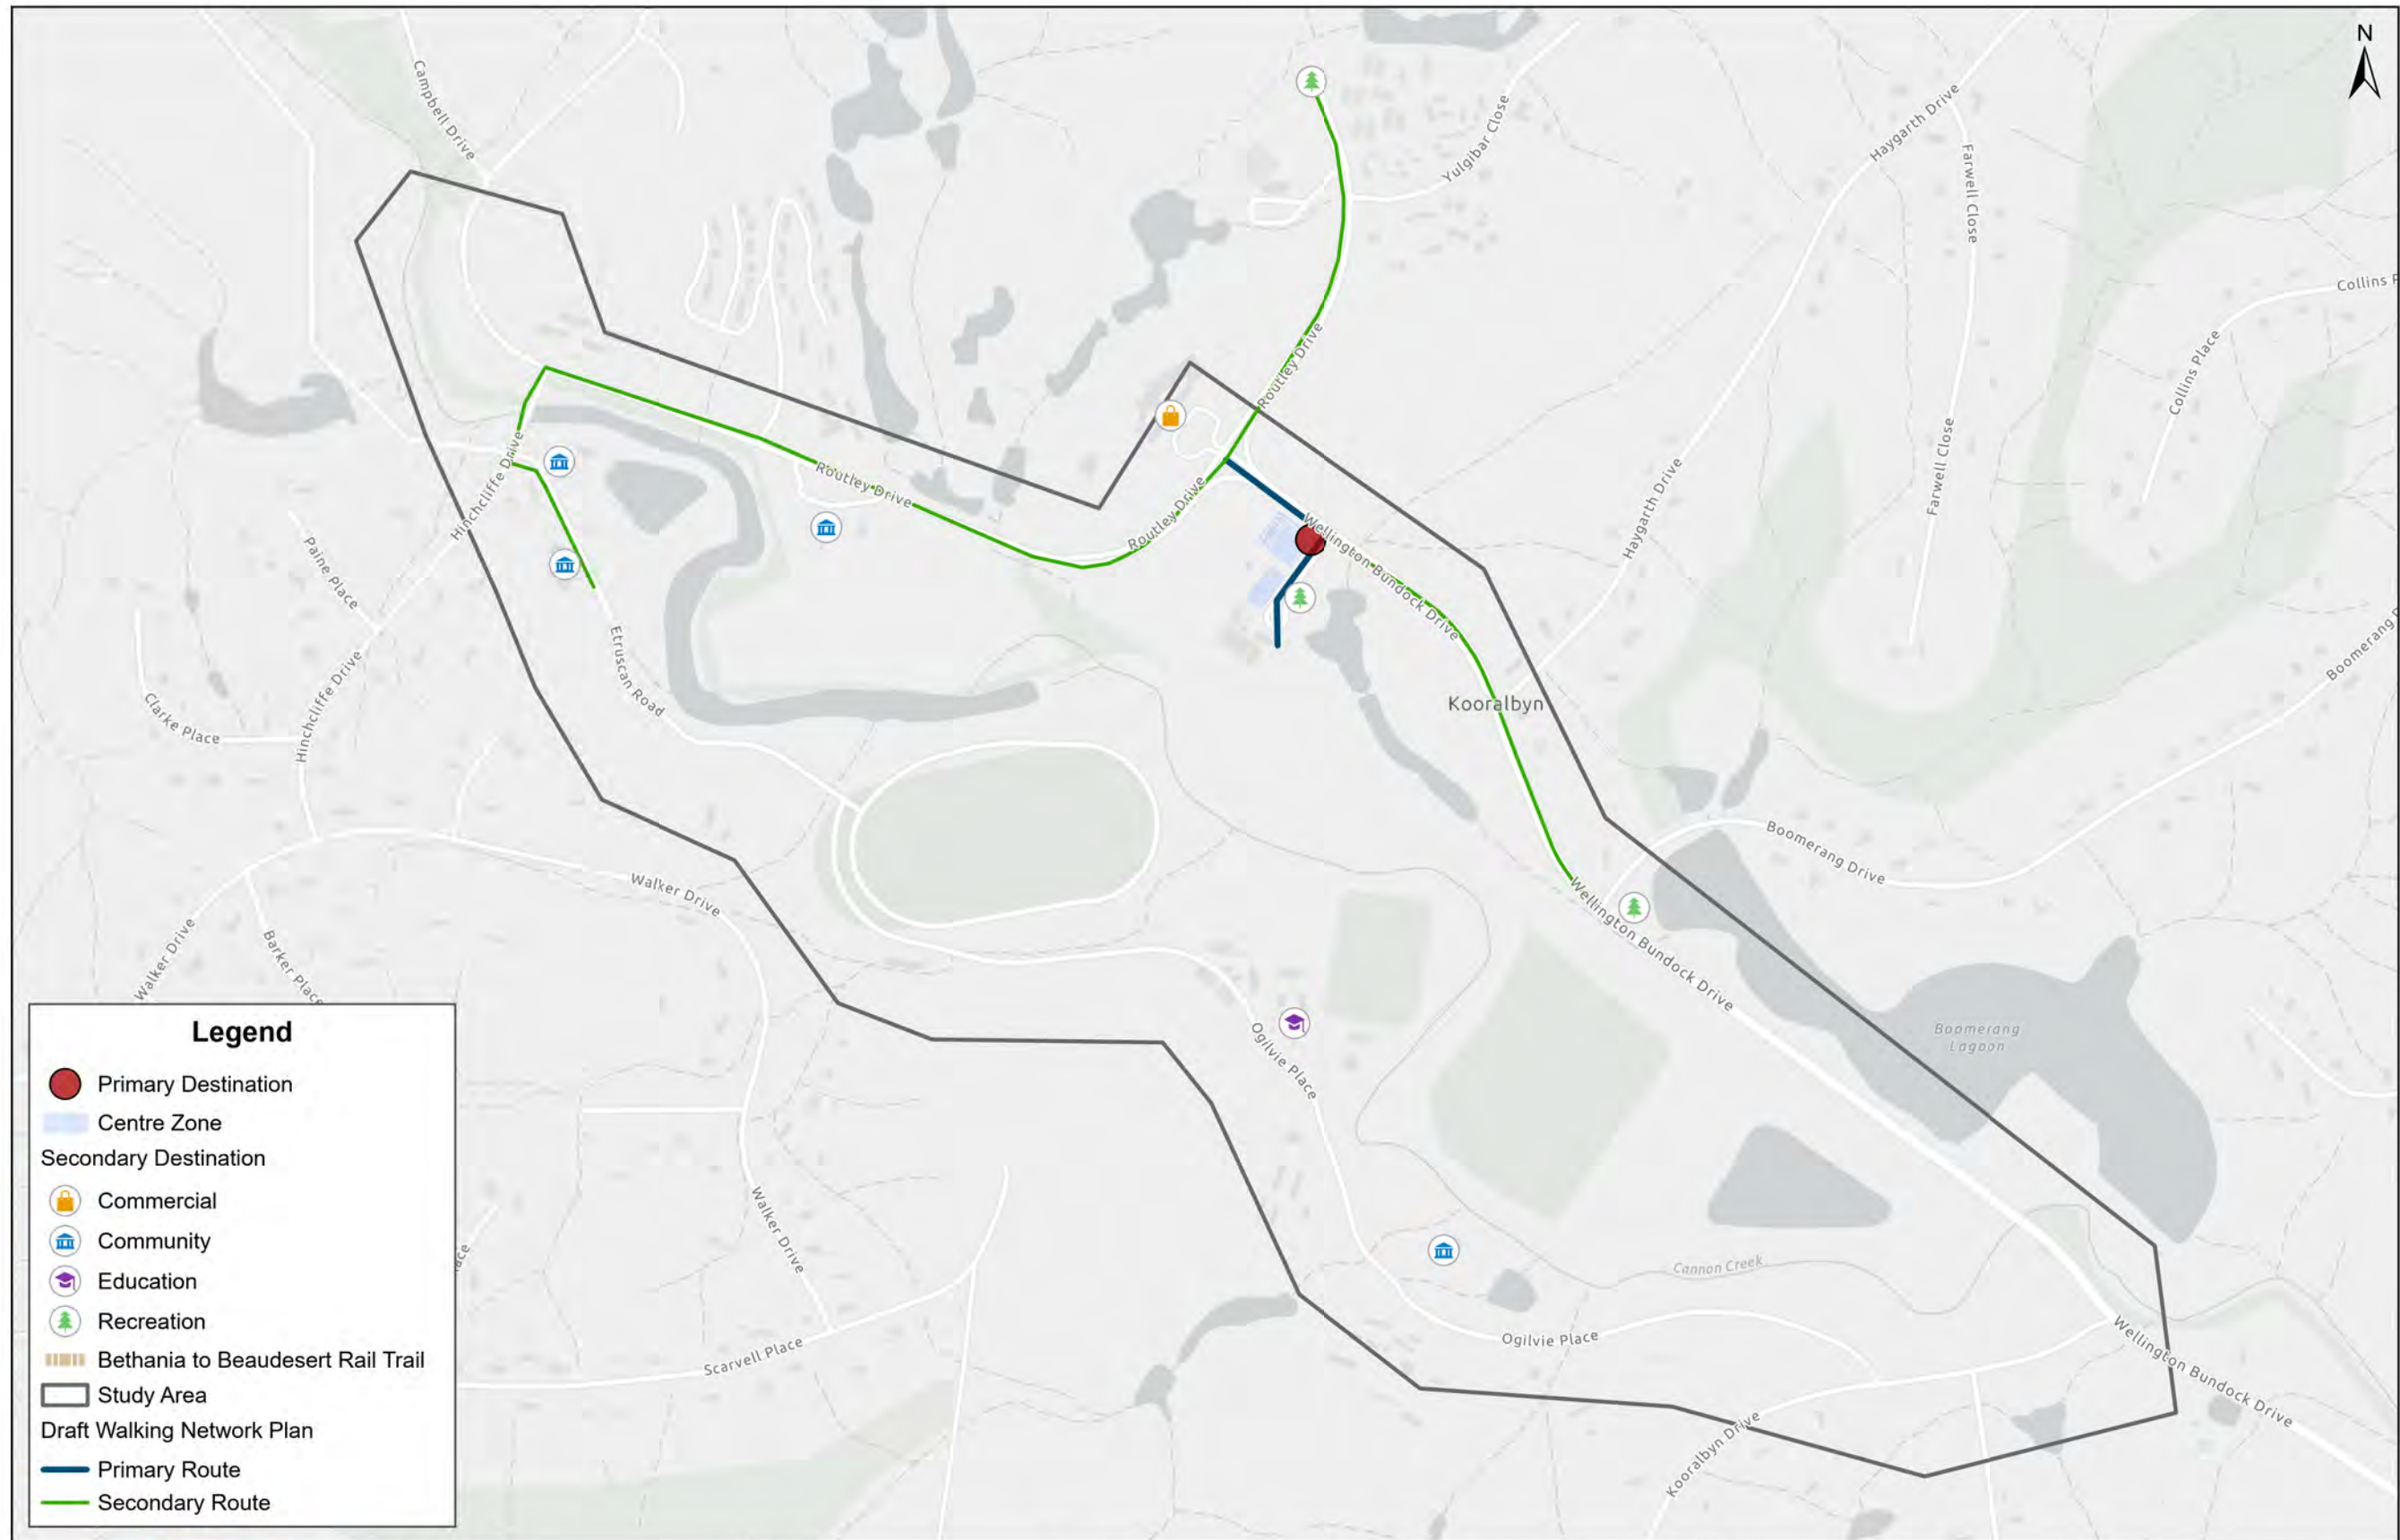 N
Campbell Drive
Yulgibar Close
Haygarth Drive
Farwell Close
Collins
Collins Place
Routley Drive
Hinchcliffe Drive
Routley Drive
Routley Drive
Wellington Bundock Drive
Haygarth Drive
Farwell Close
Paine Place
Etruscan Road
Boomerang
Hinchcliffe Drive
Clarke Place
Kooralbyn
Boomerang Drive
Walker Drive
Wellington Bundock Drive
Walker Drive
Barker Place
Ogilvie Place
Boomerang
Lagoon
Walker Drive
Cannon Creek
Scarvell Place
Ogilvie Place
Wellington Bundock Drive
Kooralbyn Drive
Legend
Primary Destination
Centre Zone
Secondary Destination
Commercial
Community
Education
Recreation
Bethania to Beaudesert Rail Trail
Study Area
Draft Walking Network Plan
Primary Route
Secondary Route